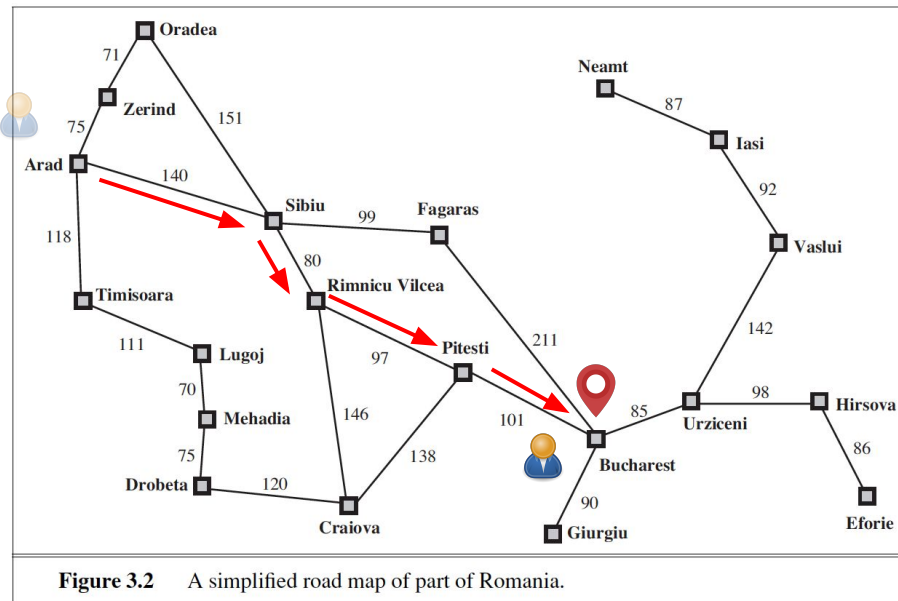 Oradea
71
Neamt
Zerind
87
75
151
Iasi
Arad
140
92
Sibiu
99
Fagaras
118
Vaslui
80
Timisoara
Rimnicu Vilcea
142
111
211
Lugoj
97
Pitesti
70
98
Hirsova
146
101
85
Urziceni
Mehadia
138
86
75
Bucharest
Drobeta
120
90
Craiova
Giurgiu
Eforie
Figure 3.2 A simplified road map of part of Romania.